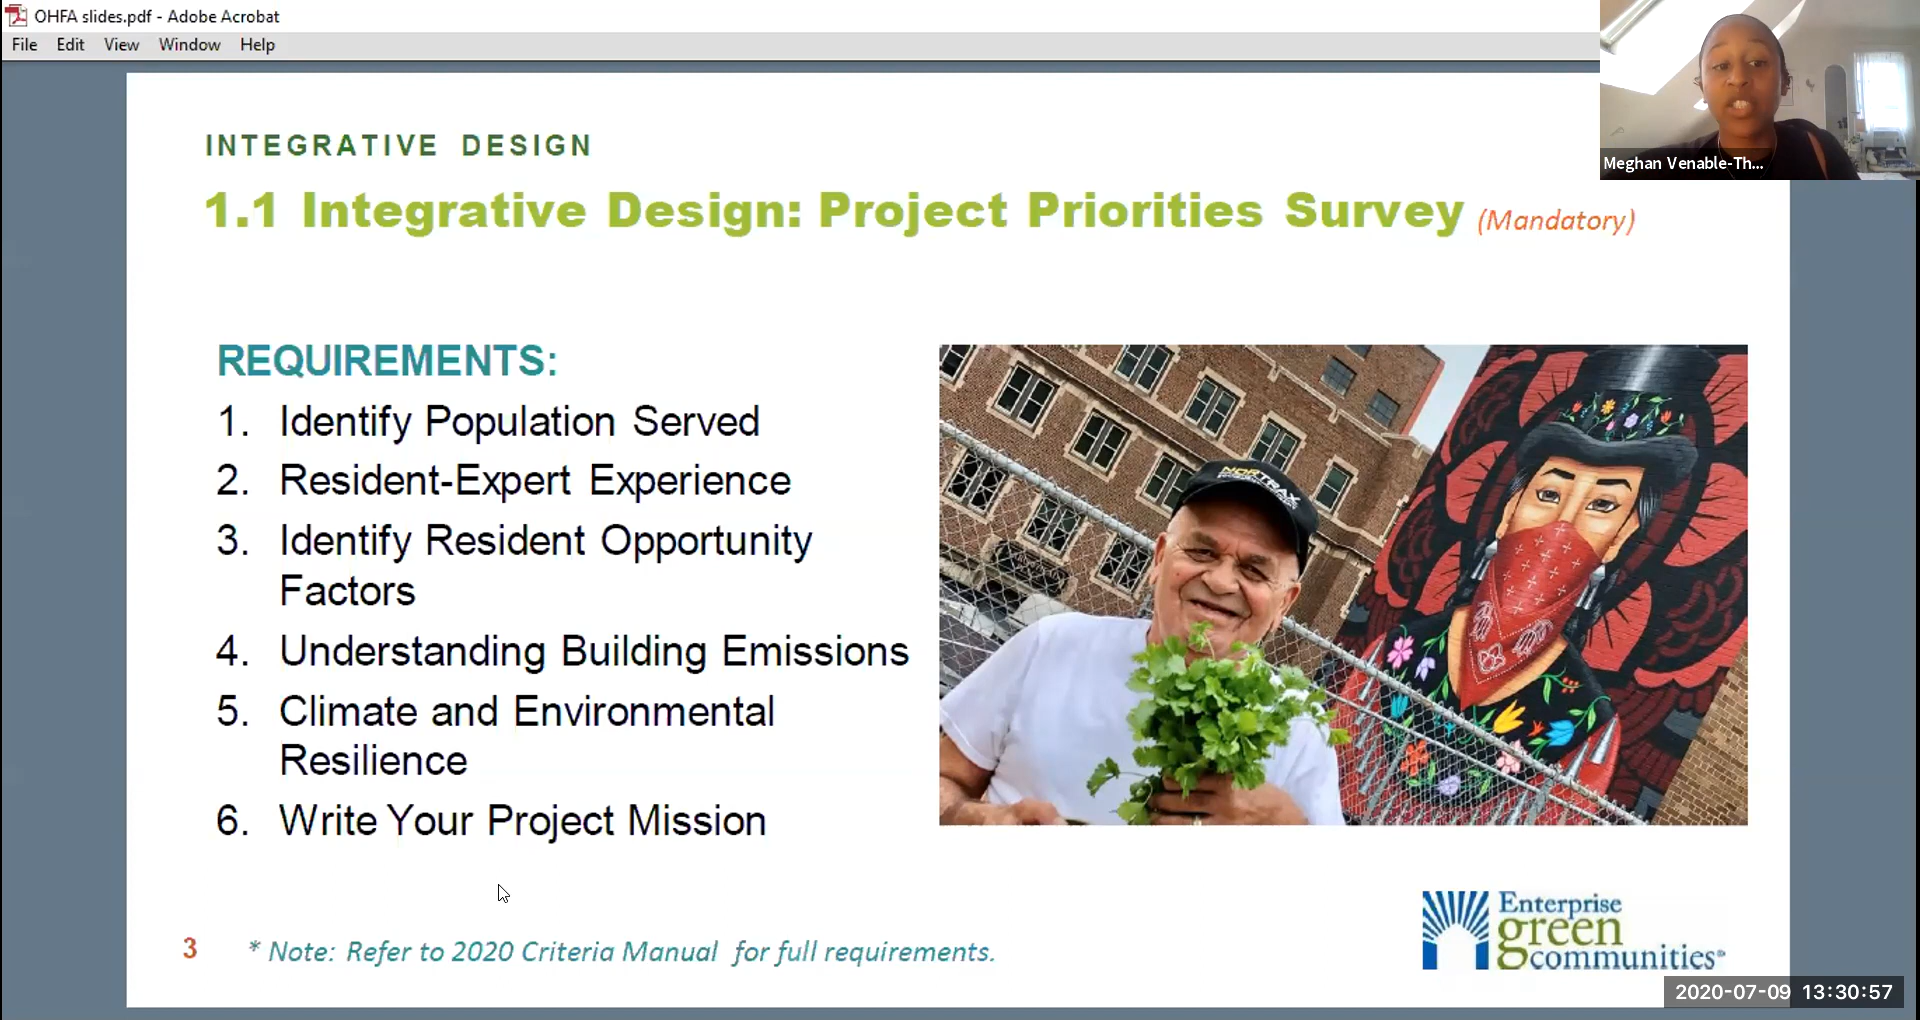 OHFA slides.pdf - Adobe Acrobat
File Edit View Window Help
Meghan Venable-Th...
INTEGRATIVE DESIGN
1.1 Integrative Design: Project Priorities Survey (Mandatory)
REQUIREMENTS:
1. Identify Population Served
2. Resident-Expert Experience
3. Identify Resident Opportunity
Factors
4. Understanding Building Emissions
5. Climate and Environmental
Resilience
6. Write Your Project Mission
NORTRAX
3 * Note: Refer to 2020 Criteria Manual for full requirements.
Enterprise
green
communities®
2020-07-09 13:30:57